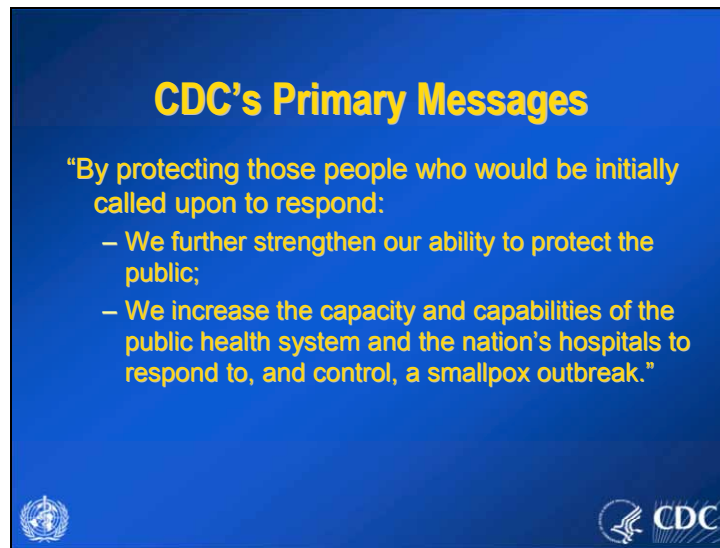 CDC’s Primary Messages
“By protecting those people who would be initially
called upon to respond:
– We further strengthen our ability to protect the
public;
– We increase the capacity and capabilities of the
public health system and the nation’s hospitals to
respond to, and control, a smallpox outbreak.”
CDC